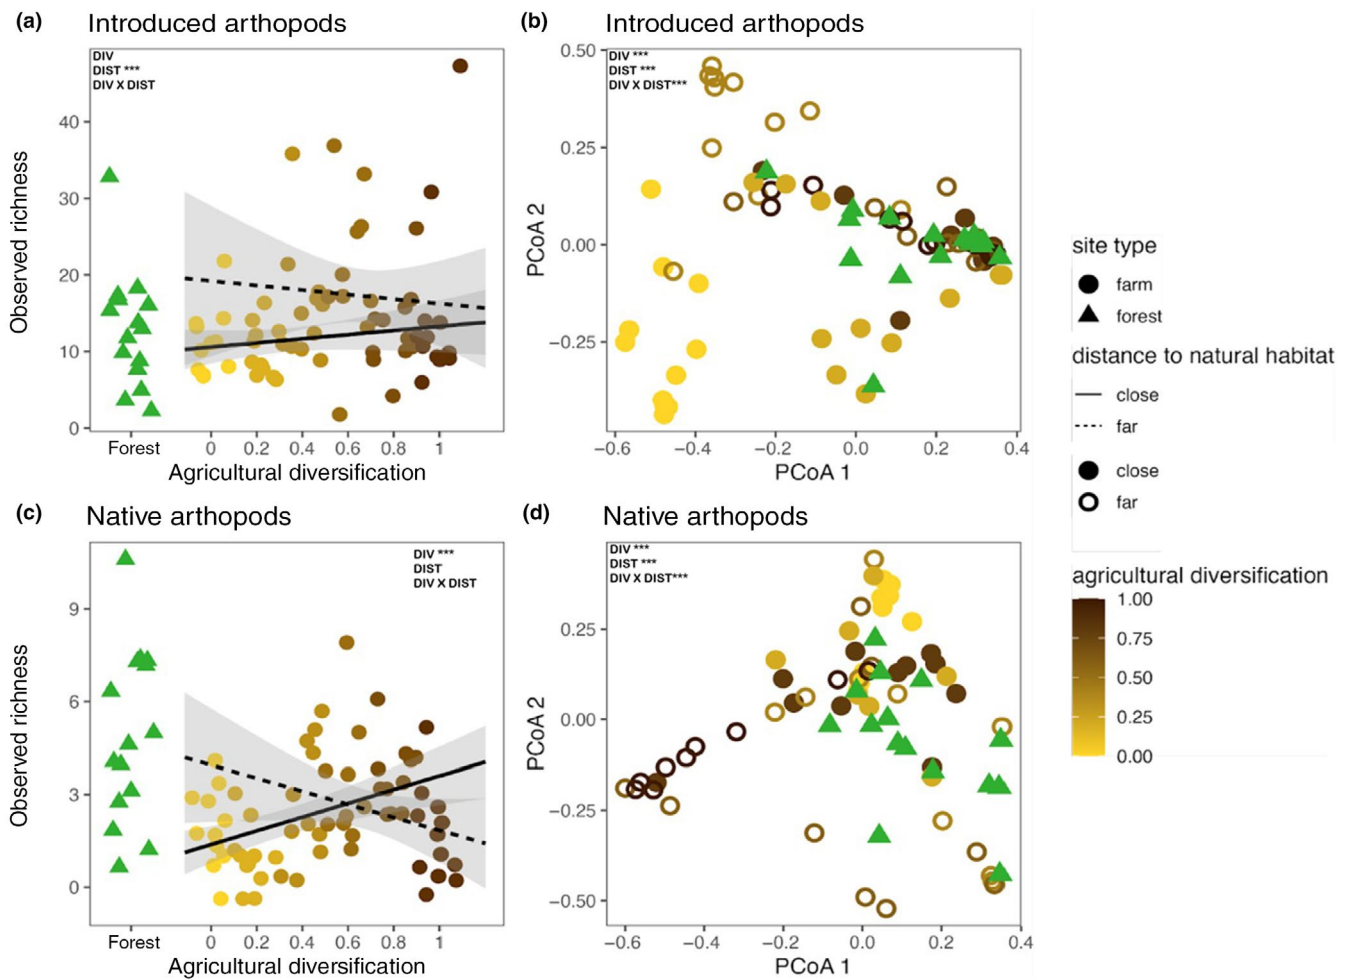 (a) Introduced arthropods
DIV
DIST ***
DIV X DIST
Observed richness
40
30
20
10
0
Forest 0 0.2 0.4 0.6 0.8 1
Agricultural diversification
(b) Introduced arthopods
DIV ***
DIST ***
DIV X DIST***
PCoA 2
0.50
0.25
0.00
−0.25
−0.6 −0.4 −0.2 0.0 0.2 0.4
PCoA 1
(c) Native arthopods
DIV ***
DIST
DIV X DIST
Observed richness
9
6
3
0
Forest 0 0.2 0.4 0.6 0.8 1
Agricultural diversification
(d) Native arthopods
DIV ***
DIST ***
DIV X DIST***
PCoA 2
0.25
0.00
−0.25
−0.50
−0.6 −0.4 −0.2 0.0 0.2 0.4
PCoA 1
site type
farm
forest
distance to natural habitat
close
far
close
far
agricultural diversification
1.00
0.75
0.50
0.25
0.00